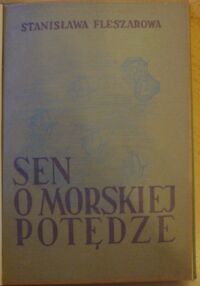 STANISŁAWA FLESZAROWA
SEN
O MORSKIEJ
POTĘDZE